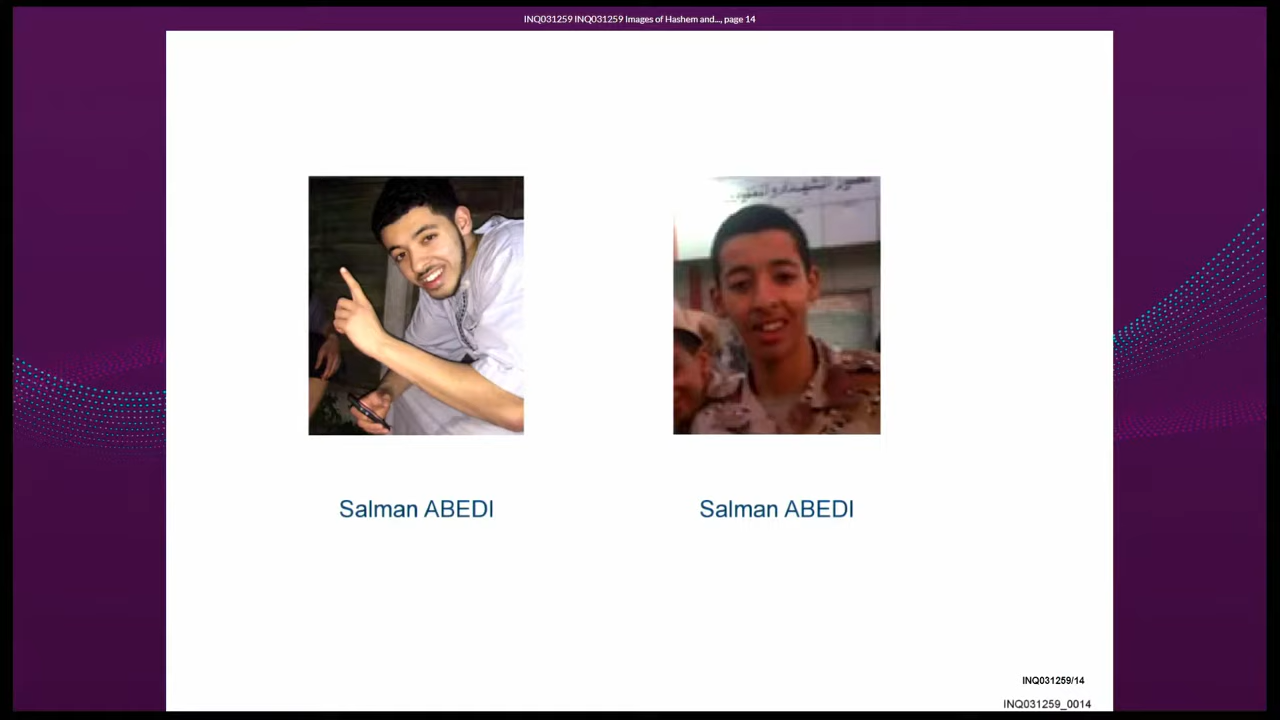 INQ031259 INQ031259 Images of Hashem and..., page 14
Salman ABEDI
Salman ABEDI
INQ031259/14
INQ031259_0014